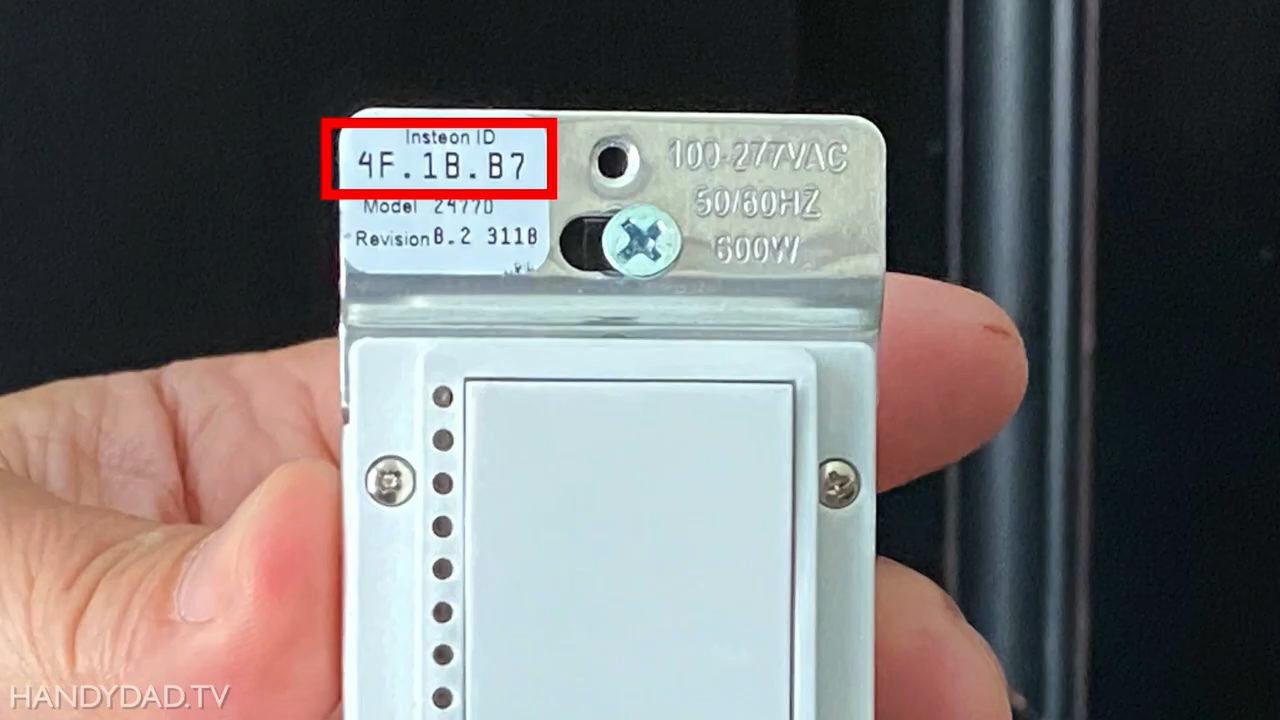 Insteon ID
4F.1B.B7
Model 2477D
Revision 8.2 3118
100-277VAC
50/60HZ
600W
HANDYDAD.TV